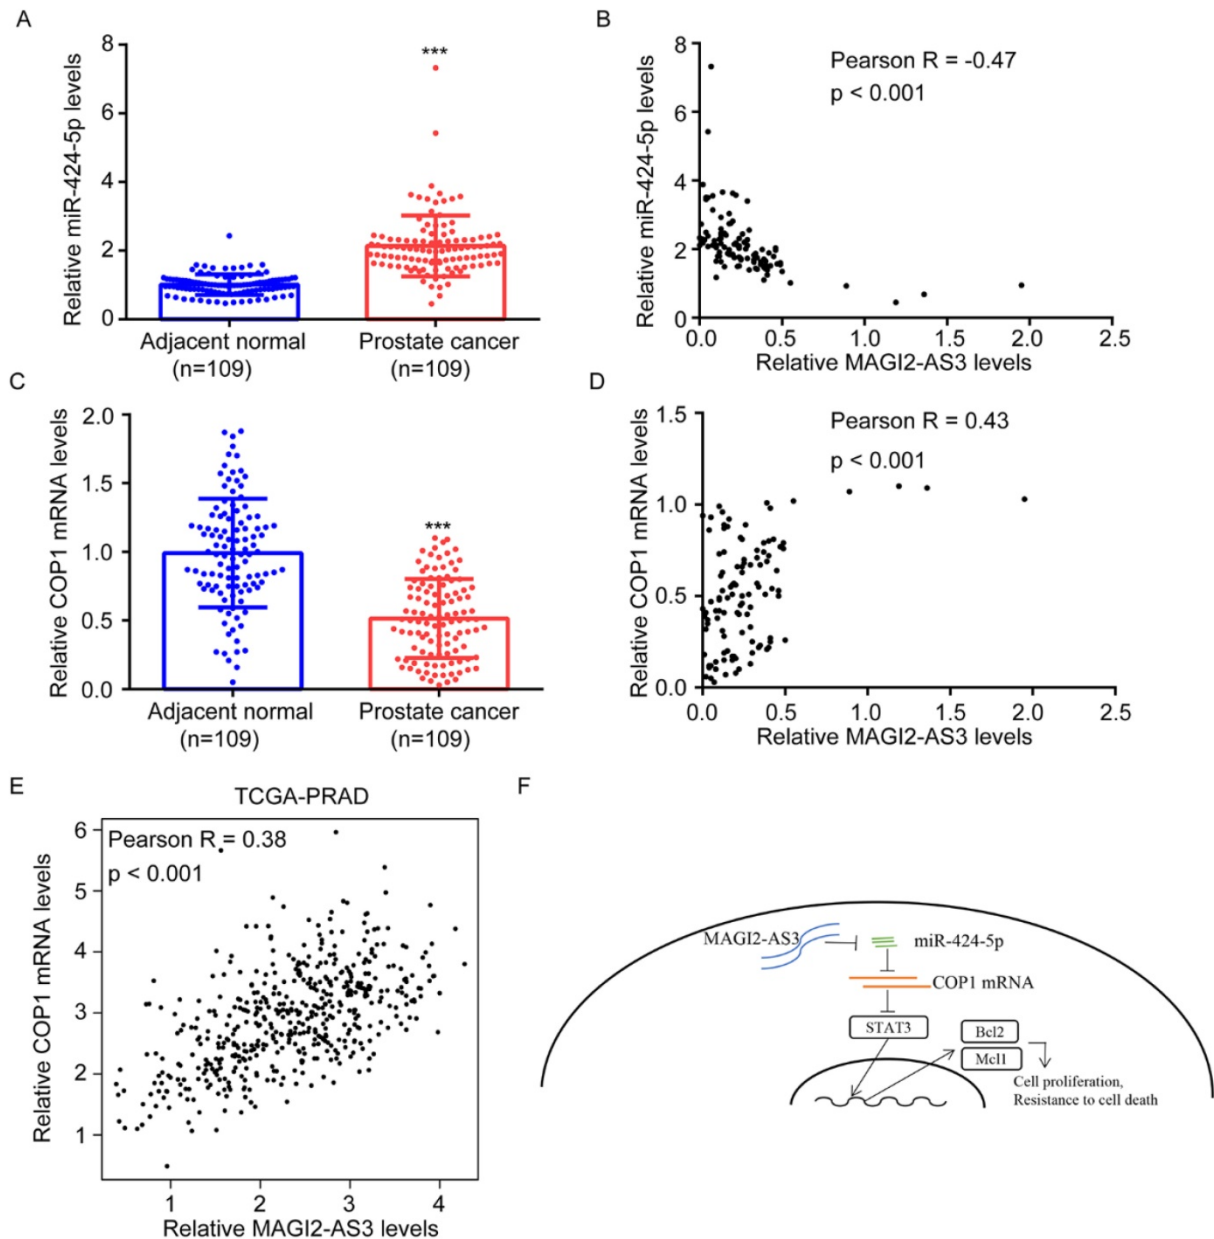 A
Relative miR-424-5p levels
8
6
4
2
0
***
Adjacent normal
(n=109)
Prostate cancer
(n=109)
B
Relative miR-424-5p levels
8
6
4
2
0
Pearson R = -0.47
p < 0.001
0.0 0.5 1.0 1.5 2.0 2.5
Relative MAGI2-AS3 levels
C
Relative COP1 mRNA levels
2.0
1.5
1.0
0.5
0.0
***
Adjacent normal
(n=109)
Prostate cancer
(n=109)
D
Relative COP1 mRNA levels
1.5
1.0
0.5
0.0
Pearson R = 0.43
p < 0.001
0.0 0.5 1.0 1.5 2.0 2.5
Relative MAGI2-AS3 levels
E
TCGA-PRAD
Relative COP1 mRNA levels
6
5
4
3
2
1
Pearson R = 0.38
p < 0.001
1 2 3 4
Relative MAGI2-AS3 levels
F
MAGI2-AS3
miR-424-5p
COP1 mRNA
STAT3
Bcl2
Mcl1
Cell proliferation,
Resistance to cell death